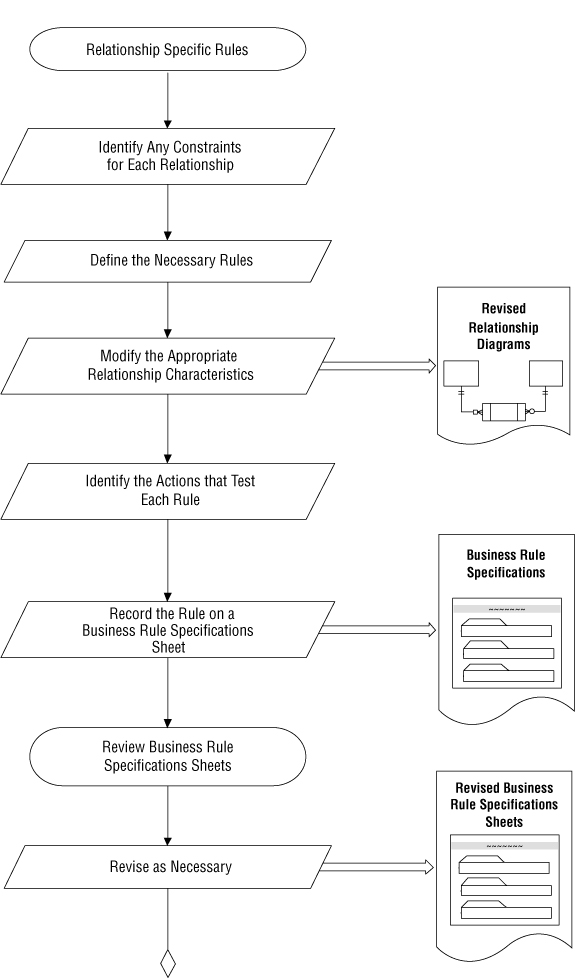 Relationship Specific Rules
Identify Any Constraints
for Each Relationship
Define the Necessary Rules
Modify the Appropriate
Relationship Characteristics
Revised
Relationship
Diagrams
Identify the Actions that Test
Each Rule
Record the Rule on a
Business Rule Specifications
Sheet
Business Rule
Specifications
Review Business Rule
Specifications Sheets
Revise as Necessary
Revised Business
Rule Specifications
Sheets